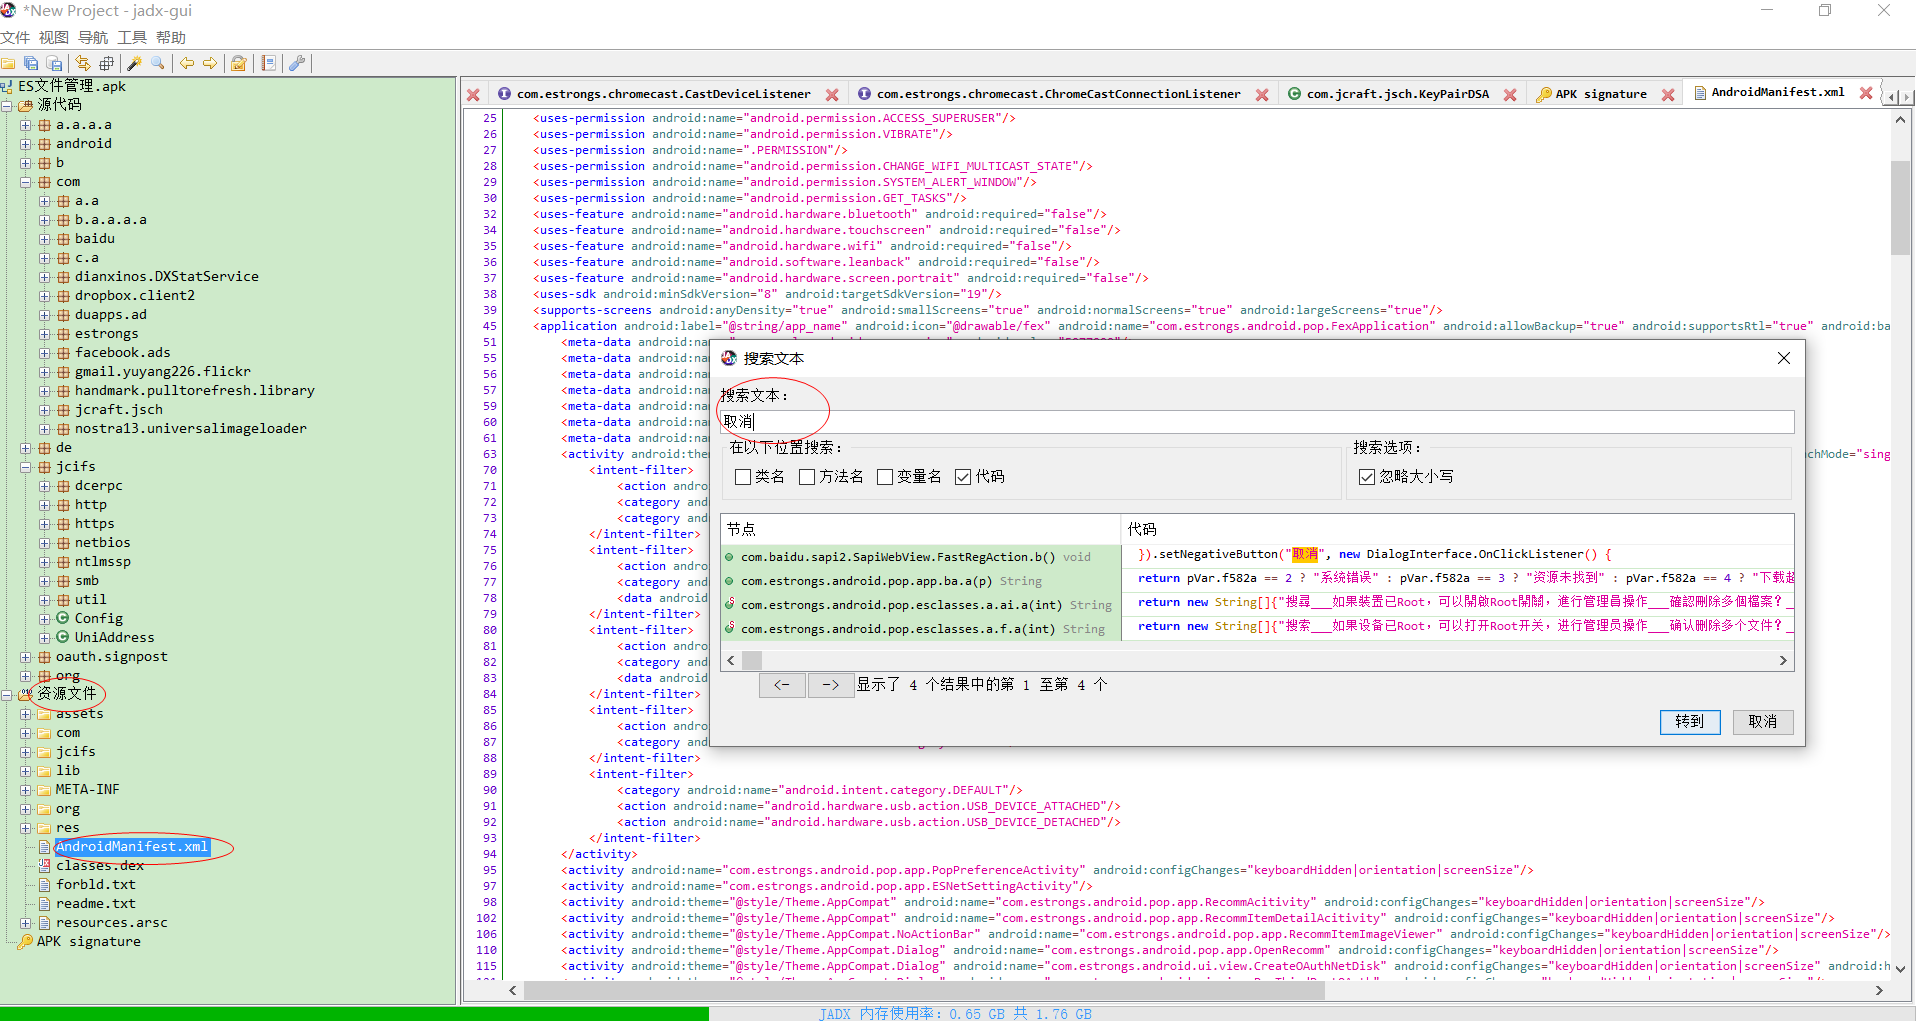 *New Project - jadx-gui
文件 视图 导航 工具 帮助
ES文件管理.apk
源代码
a.a.a.a
android
b
com
a.a
b.a.a.a.a
baidu
c.a
dianxinos.DXStatService
dropbox.client2
duapps.ad
estrongs
facebook.ads
gmail.yuyang226.flickr
handmark.pulltorefresh.library
jcraft.jsch
nostra13.universalimageloader
de
jcifs
dcerpc
http
https
netbios
ntlmssp
smb
util
Config
UniAddress
oauth.signpost
org
资源文件
assets
com
jcifs
lib
META-INF
org
res
AndroidManifest.xml
classes.dex
forbld.txt
readme.txt
resources.arsc
APK signature
com.estrongs.chromecast.CastDeviceListener com.estrongs.chromecast.ChromeCastConnectionListener com.jcraft.jsch.KeyPairDSA APK signature AndroidManifest.xml
25 <uses-permission android:name="android.permission.ACCESS_SUPERUSER"/>
26 <uses-permission android:name="android.permission.VIBRATE"/>
27 <uses-permission android:name=".PERMISSION"/>
28 <uses-permission android:name="android.permission.CHANGE_WIFI_MULTICAST_STATE"/>
29 <uses-permission android:name="android.permission.SYSTEM_ALERT_WINDOW"/>
30 <uses-permission android:name="android.permission.GET_TASKS"/>
32 <uses-feature android:name="android.hardware.bluetooth" android:required="false"/>
34 <uses-feature android:name="android.hardware.touchscreen" android:required="false"/>
35 <uses-feature android:name="android.hardware.wifi" android:required="false"/>
36 <uses-feature android:name="android.software.leanback" android:required="false"/>
37 <uses-feature android:name="android.hardware.screen.portrait" android:required="false"/>
38 <uses-sdk android:minSdkVersion="8" android:targetSdkVersion="19"/>
39 <supports-screens android:anyDensity="true" android:smallScreens="true" android:normalScreens="true" android:largeScreens="true"/>
45 <application android:label="@string/app_name" android:icon="@drawable/fex" android:name="com.estrongs.android.pop.FexApplication" android:allowBackup="true" android:supportsRtl="true" android:ba
51 <meta-data android:na
55 <meta-data android:na
56 <meta-data android:na
57 <meta-data android:na
59 <meta-data android:na
60 <meta-data android:na
61 <meta-data android:na
63 <activity android:the chMode="sing
70 <intent-filter>
71 <action andro
72 <category andro
73 <category andro
74 </intent-filter>
75 <intent-filter>
76 <action andro
77 <category andro
78 <data android
79 </intent-filter>
80 <intent-filter>
81 <action andro
82 <category andro
83 <data android
84 </intent-filter>
85 <intent-filter>
86 <action andro
87 <category andro
88 </intent-filter>
89 <intent-filter>
90 <category android:name="android.intent.category.DEFAULT"/>
91 <action android:name="android.hardware.usb.action.USB_DEVICE_ATTACHED"/>
92 <action android:name="android.hardware.usb.action.USB_DEVICE_DETACHED"/>
93 </intent-filter>
94 </activity>
95 <activity android:name="com.estrongs.android.pop.app.PopPreferenceActivity" android:configChanges="keyboardHidden|orientation|screenSize"/>
97 <activity android:name="com.estrongs.android.pop.app.ESNetSettingActivity"/>
98 <activity android:theme="@style/Theme.AppCompat" android:name="com.estrongs.android.pop.app.RecommAcitivity" android:configChanges="keyboardHidden|orientation|screenSize"/>
102 <activity android:theme="@style/Theme.AppCompat" android:name="com.estrongs.android.pop.app.RecommItemDetailAcitivity" android:configChanges="keyboardHidden|orientation|screenSize"/>
106 <activity android:theme="@style/Theme.AppCompat.NoActionBar" android:name="com.estrongs.android.pop.app.RecommItemImageViewer" android:configChanges="keyboardHidden|orientation|screenSize"/>
110 <activity android:theme="@style/Theme.AppCompat.Dialog" android:name="com.estrongs.android.pop.app.OpenRecomm" android:configChanges="keyboardHidden|orientation|screenSize"/>
115 <activity android:theme="@style/Theme.AppCompat.Dialog" android:name="com.estrongs.android.ui.view.CreateOAuthNetDisk" android:configChanges="keyboardHidden|orientation|screenSize" android:h
搜索文本
搜索文本：
取消
在以下位置搜索：
类名 方法名 变量名 代码
搜索选项：
忽略大小写
节点 代码
com.baidu.sapi2.SapiWebView.FastRegAction.b() void }).setNegativeButton("取消", new DialogInterface.OnClickListener() {
com.estrongs.android.pop.app.ba.a(p) String return pVar.f582a == 2 ? "系统错误" : pVar.f582a == 3 ? "资源未找到" : pVar.f582a == 4 ? "下载超
com.estrongs.android.pop.esclasses.a.ai.a(int) String return new String[]{"搜尋___如果装置已Root，可以開啟Root開關，進行管理員操作___確認刪除多個檔案？_
com.estrongs.android.pop.esclasses.a.f.a(int) String return new String[]{"搜索___如果设备已Root，可以打开Root开关，进行管理员操作___确认删除多个文件？_
<- -> 显示了 4 个结果中的第 1 至第 4 个
转到 取消
JADX 内存使用率：0.65 GB 共 1.76 GB